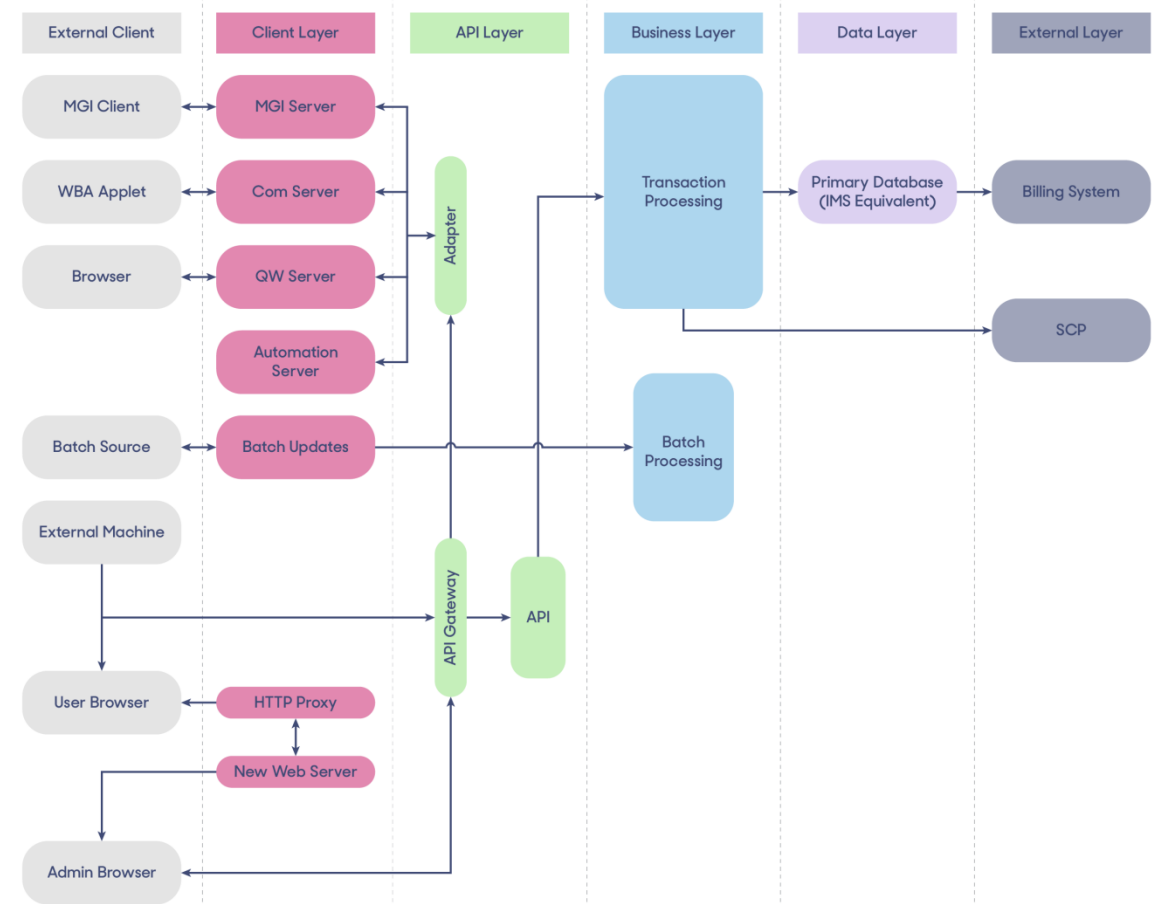 External Client
Client Layer
API Layer
Business Layer
Data Layer
External Layer
MGI Client
MGI Server
WBA Applet
Com Server
Adapter
Transaction
Processing
Primary Database
(IMS Equivalent)
Billing System
Browser
QW Server
SCP
Automation
Server
Batch Source
Batch Updates
Batch
Processing
External Machine
API Gateway
API
User Browser
HTTP Proxy
New Web Server
Admin Browser